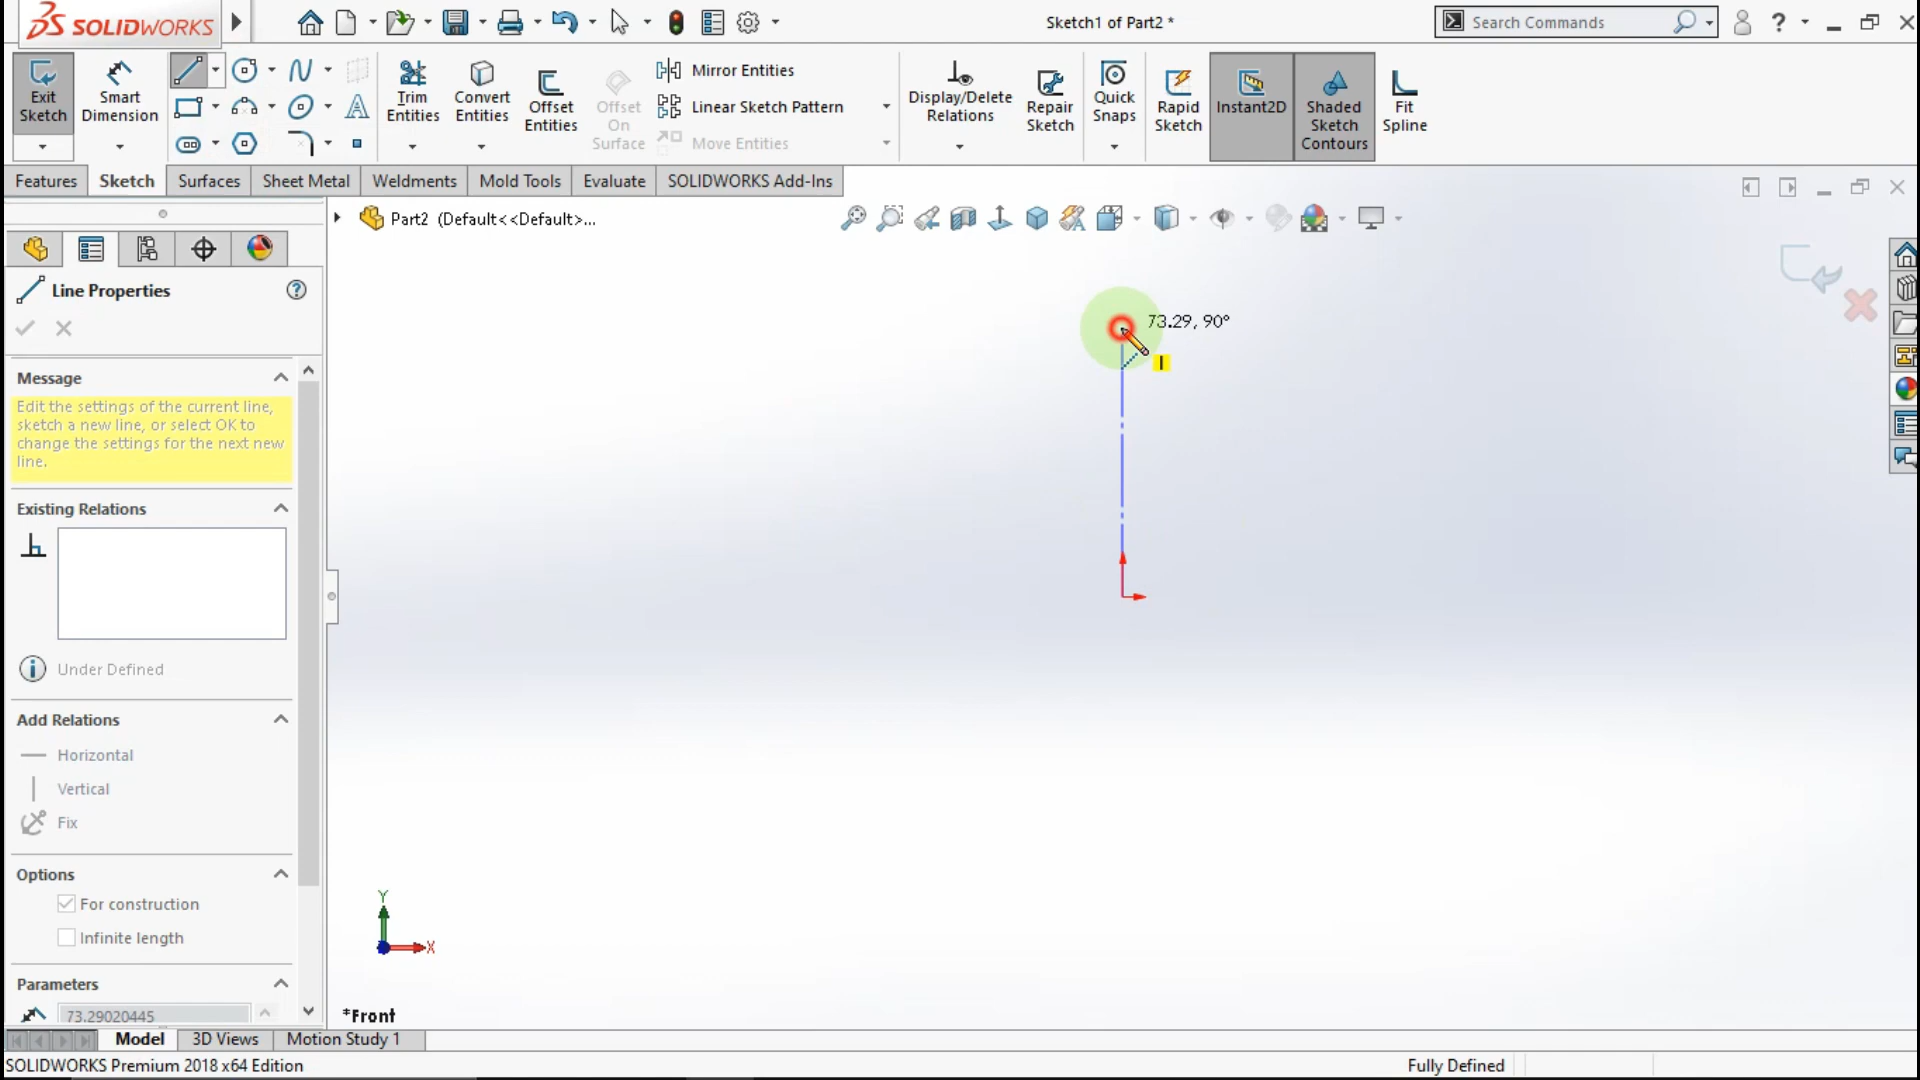 SOLIDWORKS
Sketch1 of Part2 *
Search Commands
?
Exit
Sketch
Smart
Dimension
Trim
Entities
Convert
Entities
Offset
Entities
Offset
On
Surface
Mirror Entities
Linear Sketch Pattern
Move Entities
Display/Delete
Relations
Repair
Sketch
Quick
Snaps
Rapid
Sketch
Instant2D
Shaded
Sketch
Contours
Fit
Spline
Features
Sketch
Surfaces
Sheet Metal
Weldments
Mold Tools
Evaluate
SOLIDWORKS Add-Ins
Part2 (Default<<Default>...
Line Properties
?
Message
Edit the settings of the current line,
sketch a new line, or select OK to
change the settings for the next new
line.
Existing Relations
Under Defined
Add Relations
Horizontal
Vertical
Fix
Options
For construction
Infinite length
Parameters
73.29020445
73.29, 90°
Y
X
*Front
Model
3D Views
Motion Study 1
SOLIDWORKS Premium 2018 x64 Edition
Fully Defined